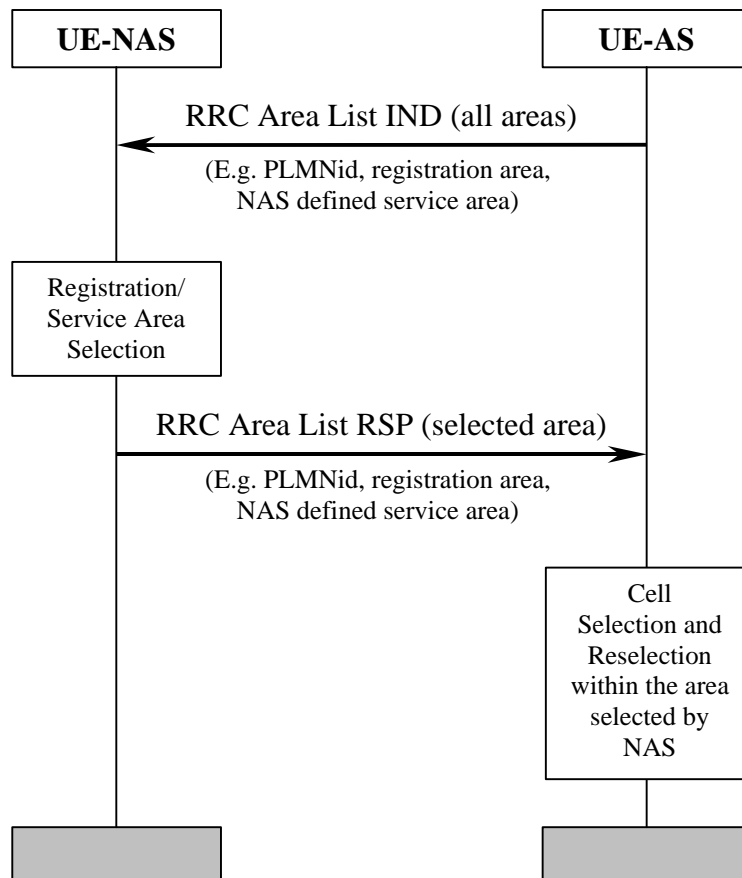 UE-NAS
UE-AS
RRC Area List IND (all areas)
(E.g. PLMNid, registration area,
NAS defined service area)
Registration/
Service Area
Selection
RRC Area List RSP (selected area)
(E.g. PLMNid, registration area,
NAS defined service area)
Cell
Selection and
Reselection
within the area
selected by
NAS